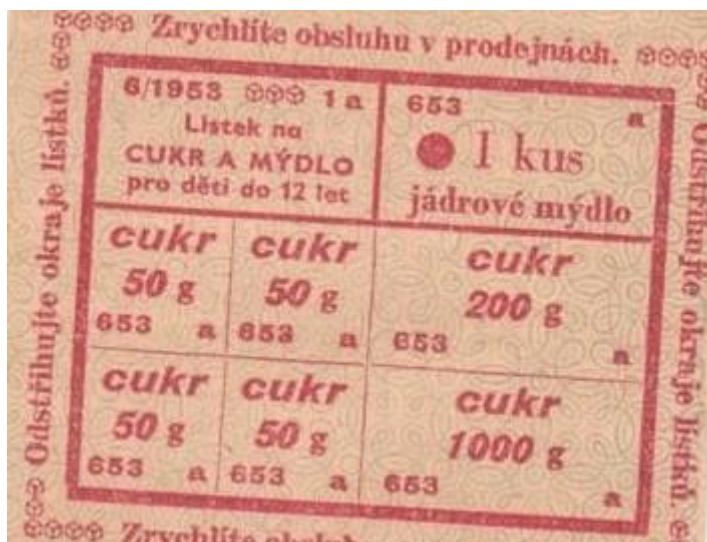 Zrychlíte obsluhu v prodejnách.
Odstřihujte okraje lístků.
6/1953 1a
Lístek na
CUKR A MÝDLO
pro děti do 12 let
653 a
1 kus
jádrové mýdlo
cukr
50 g
653 a
cukr
50 g
653 a
cukr
200 g
653 a
cukr
50 g
653 a
cukr
50 g
653 a
cukr
1000 g
653 a
Odstřihujte okraje lístků.
Zrychlíte